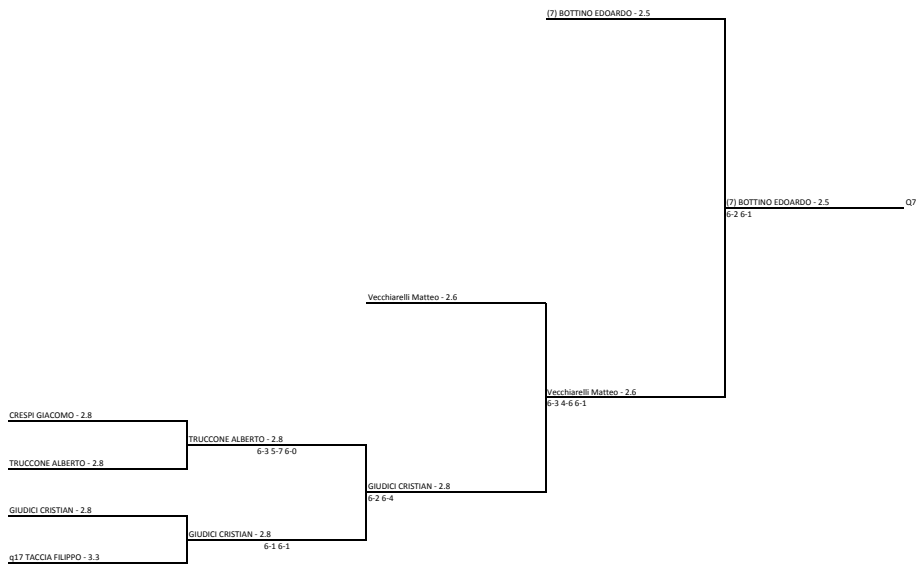 (7) BOTTINO EDOARDO - 2.5
(7) BOTTINO EDOARDO - 2.5
Q7
6-2 6-1
Vecchiarelli Matteo - 2.6
Vecchiarelli Matteo - 2.6
6-3 4-6 6-1
CRESPI GIACOMO - 2.8
TRUCCONE ALBERTO - 2.8
6-3 5-7 6-0
TRUCCONE ALBERTO - 2.8
GIUDICI CRISTIAN - 2.8
6-2 6-4
GIUDICI CRISTIAN - 2.8
GIUDICI CRISTIAN - 2.8
6-1 6-1
q17 TACCIA FILIPPO - 3.3